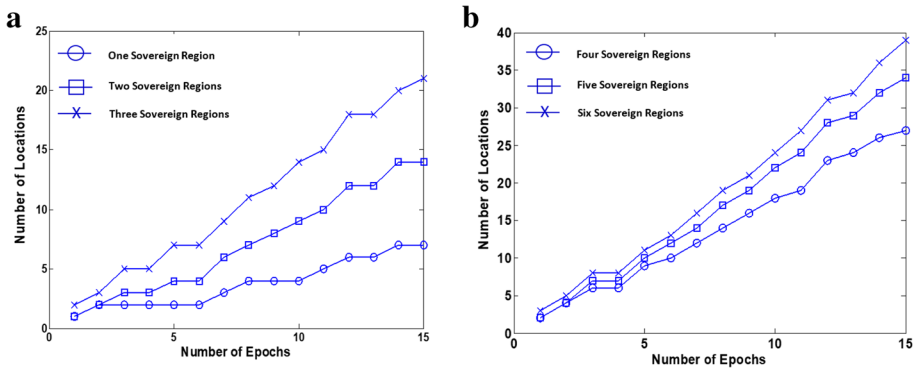 a
25
20
15
10
5
0
0
5
10
15
Number of Locations
Number of Epochs
One Sovereign Region
Two Sovereign Regions
Three Sovereign Regions
b
40
35
30
25
20
15
10
5
0
0
5
10
15
Number of Locations
Number of Epochs
Four Sovereign Regions
Five Sovereign Regions
Six Sovereign Regions